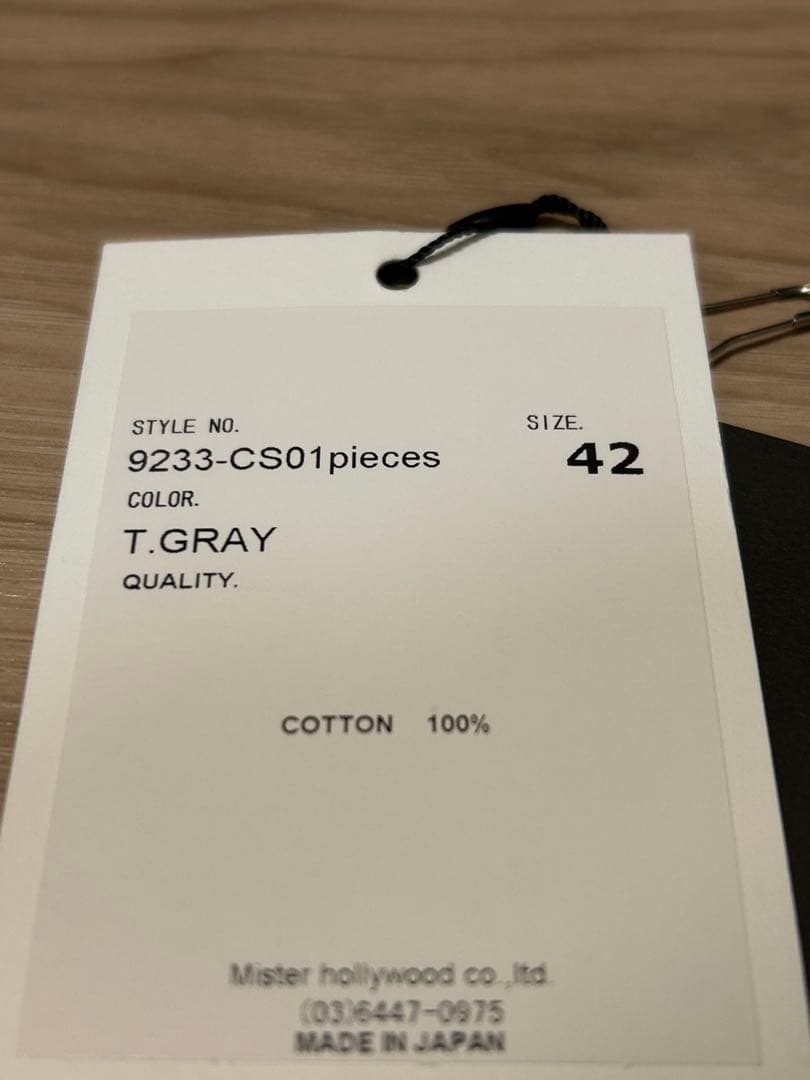 STYLE NO. SIZE.
9233-CS01pieces 42
COLOR.
T.GRAY
QUALITY.
COTTON 100%
Mister hollywood co.,ltd.
(03)6447-0975
MADE IN JAPAN